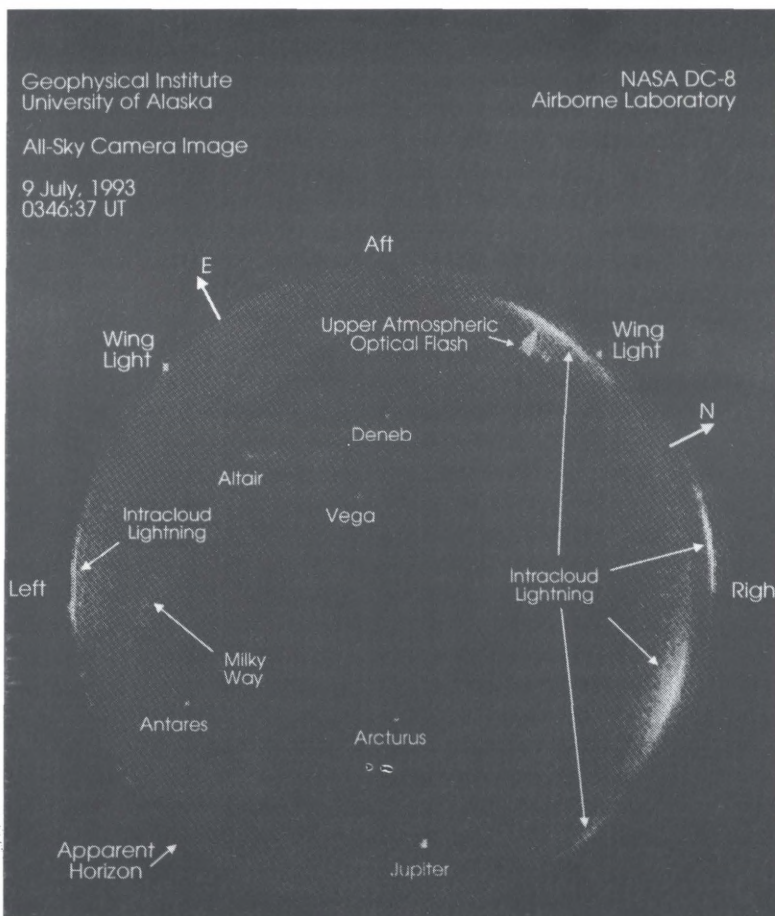 Geophysical Institute
University of Alaska
NASA DC-8
Airborne Laboratory
All-Sky Camera Image
9 July, 1993
0346:37 UT
Aft
E
Upper Atmospheric
Optical Flash
Wing
Light
Wing
Light
N
Deneb
Altair
Vega
Intracloud
Lightning
Left
Intracloud
Lightning
Righ
Milky
Way
Antares
Arcturus
Apparent
Horizon
Jupiter